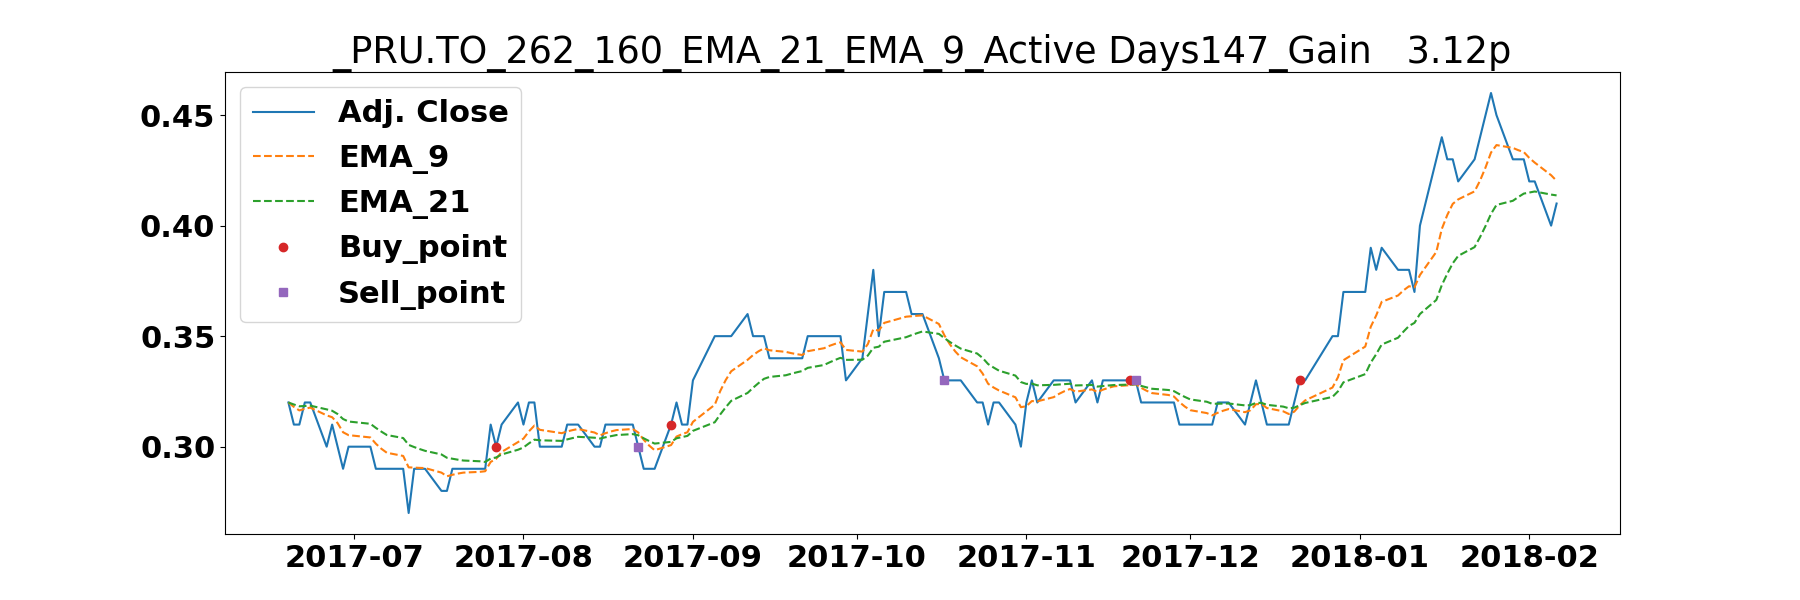 _PRU.TO_262_160_EMA_21_EMA_9_Active Days147_Gain   3.12p
Adj. Close
EMA_9
EMA_21
Buy_point
Sell_point
0.45
0.40
0.35
0.30
2017-07 2017-08 2017-09 2017-10 2017-11 2017-12 2018-01 2018-02